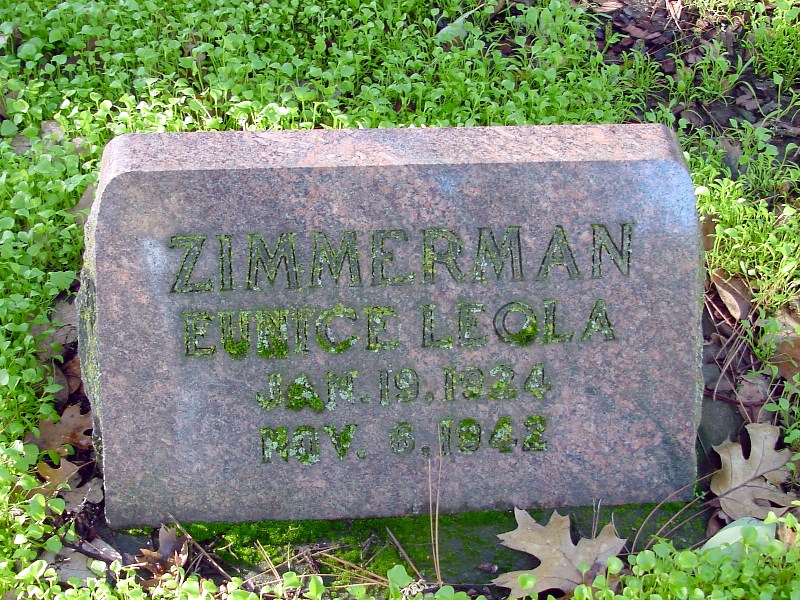 ZIMMERMAN
EUNICE LEOLA
JAN. 19. 1924
NOV. 6. 1942